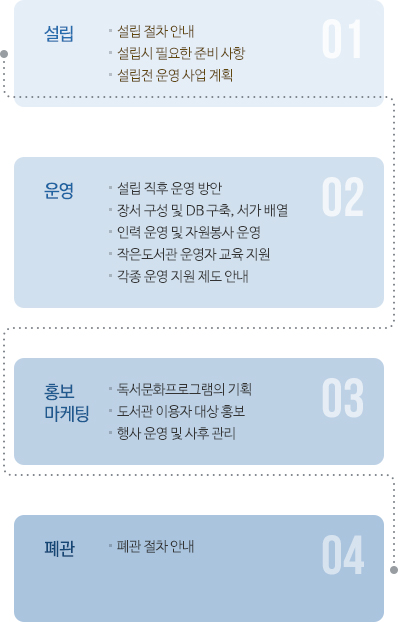 설립
01
설립 절차 안내
설립시 필요한 준비 사항
설립전 운영 사업 계획
운영
02
설립 직후 운영 방안
장서 구성 및 DB 구축, 서가 배열
인력 운영 및 자원봉사 운영
작은도서관 운영자 교육 지원
각종 운영 지원 제도 안내
홍보
마케팅
03
독서문화프로그램의 기획
도서관 이용자 대상 홍보
행사 운영 및 사후 관리
폐관
04
폐관 절차 안내